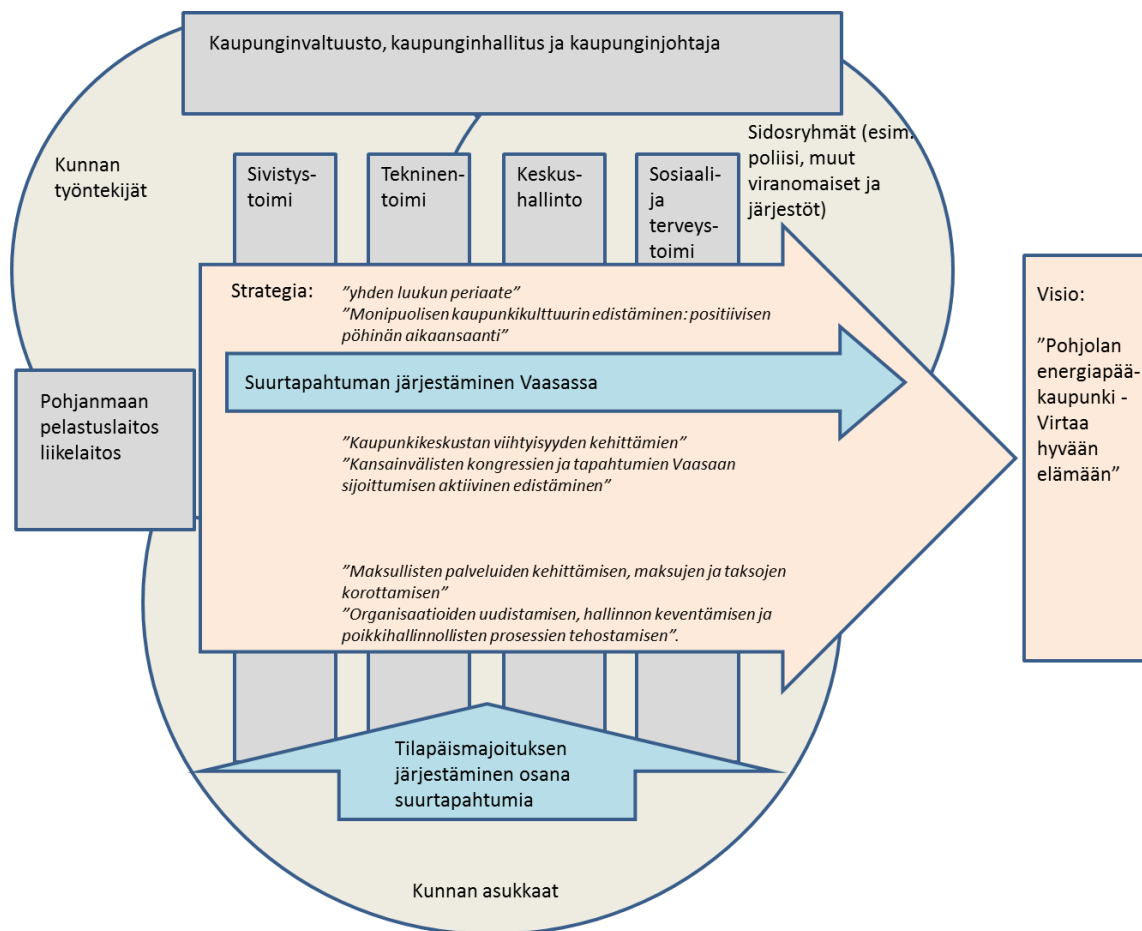 Kaupunginvaltuusto, kaupunginhallitus ja kaupunginjohtaja
Kunnan
työntekijät
Sivistys-
toimi
Tekninen-
toimi
Keskus-
hallinto
Sosiaali-
ja
terveys-
toimi
Sidosryhmät (esim.
poliisi, muut
viranomaiset ja
järjestöt)
Strategia:
”yhden luukun periaate”
”Monipuolisen kaupunkikulttuurin edistäminen: positiivisen
pöhinän aikaansaanti”
Suurtapahtuman järjestäminen Vaasassa
Pohjanmaan
pelastuslaitos
liikelaitos
”Kaupunkikeskustan viihtyisyyden kehittämien”
”Kansainvälisten kongressien ja tapahtumien Vaasaan
sijoittumisen aktiivinen edistäminen”
”Maksullisten palveluiden kehittämisen, maksujen ja taksojen
korottamisen”
”Organisaatioiden uudistamisen, hallinnon keventämisen ja
poikkihallinnollisten prosessien tehostamisen”.
Visio:
”Pohjolan
energiapää-
kaupunki -
Virtaa
hyvään
elämään”
Tilapäismajoituksen
järjestäminen osana
suurtapahtumia
Kunnan asukkaat